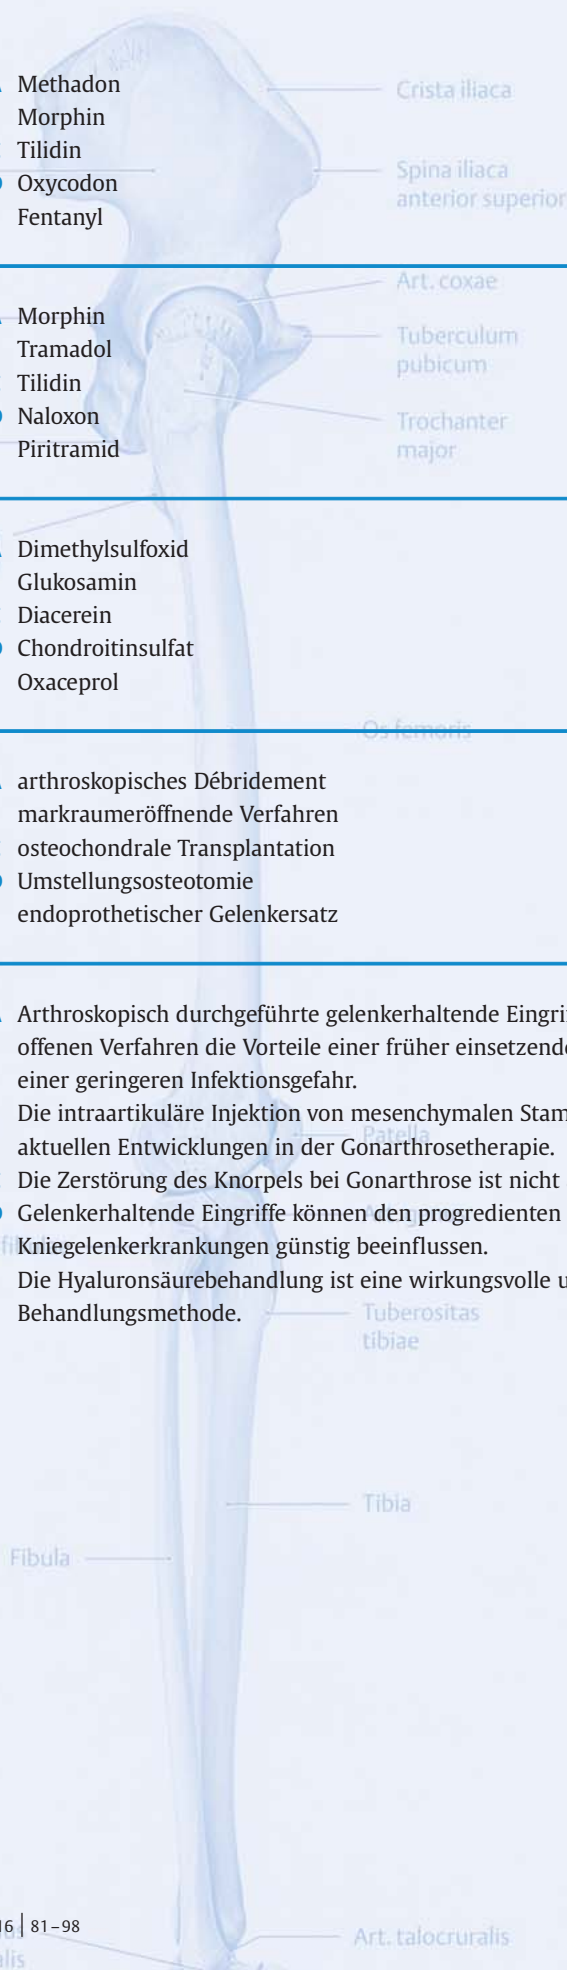 Methadon
Crista iliaca
Morphin
Tilidin
Spina iliaca
Oxycodon
anterior superior
Fentanyl
Art. coxae
Morphin
Tuberculum
Tramadol
pubicum
Tilidin
Naloxon
Trochanter
Piritramid
major
Dimethylsulfoxid
Glukosamin
Diacerein
Chondroitinsulfat
Oxaceprol
Os femoris
arthroskopisches Débridement
markraumeröffnende Verfahren
osteochondrale Transplantation
Umstellungsosteotomie
endoprothetischer Gelenkersatz
Arthroskopisch durchgeführte gelenkerhaltende
offenen Verfahren die Vorteile einer früher
einer geringeren Infektionsgefahr.
Die intraartikuläre Injektion von mesenchymalen
Patella
aktuellen Entwicklungen in der Gonarthrosetherapie.
Die Zerstörung des Knorpels bei Gonarthrose ist nicht
Gelenkerhaltende Eingriffe können den progredienten
Kniegelenkerkrankungen günstig beeinflussen.
Die Hyaluronsäurebehandlung ist eine wirkungsvolle
Behandlungsmethode.
Tuberositas
tibiae
Tibia
Fibula
16 | 81–98
Art. talocruralis